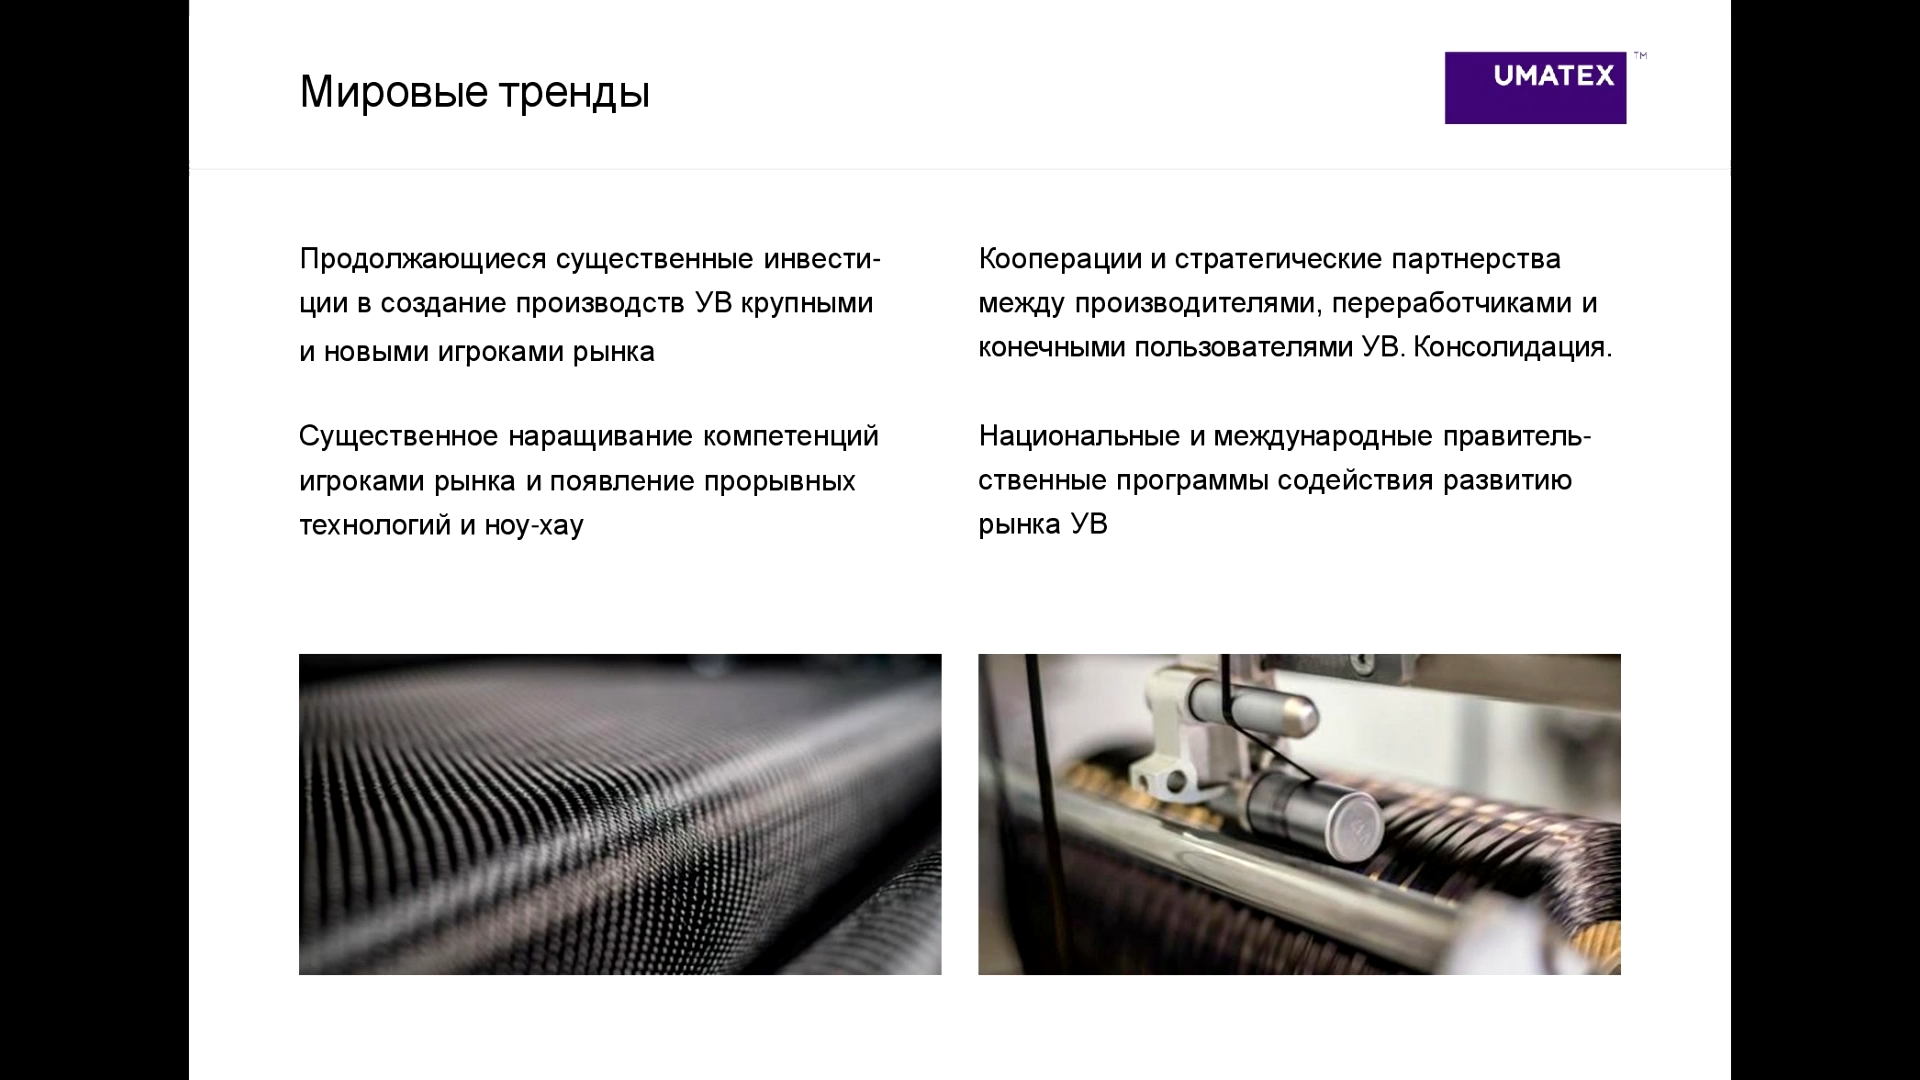 Мировые тренды
UMATEX
TM
Продолжающиеся существенные инвести-
ции в создание производств УВ крупными
и новыми игроками рынка
Существенное наращивание компетенций
игроками рынка и появление прорывных
технологий и ноу-хау
Кооперации и стратегические партнерства
между производителями, переработчиками и
конечными пользователями УВ. Консолидация.
Национальные и международные правитель-
ственные программы содействия развитию
рынка УВ